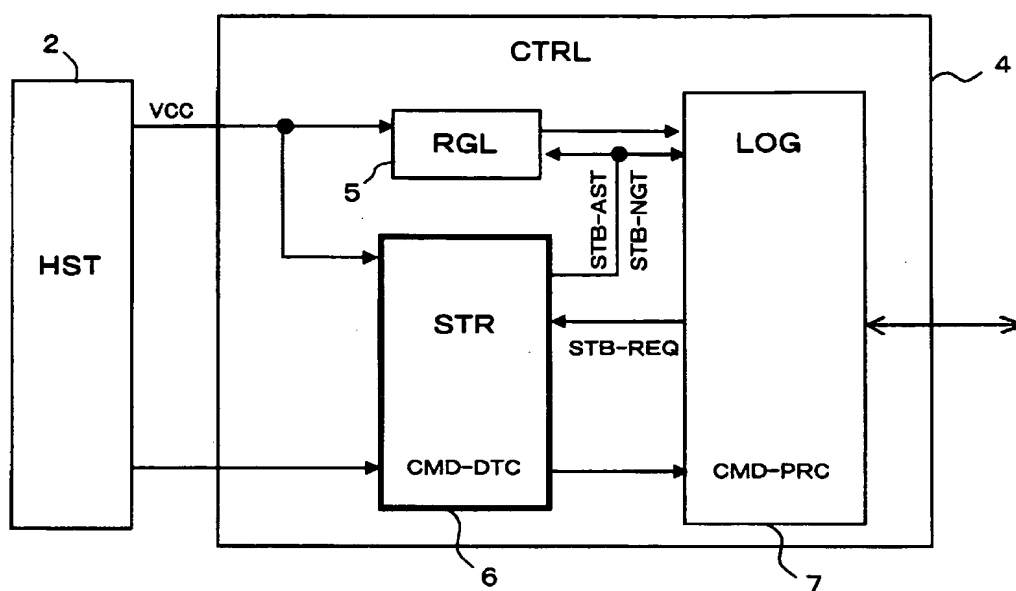 2
CTRL
4
VCC
RGL
LOG
5
STB-AST
STB-NGT
HST
STR
STB-REQ
CMD-DTC
CMD-PRC
6
7